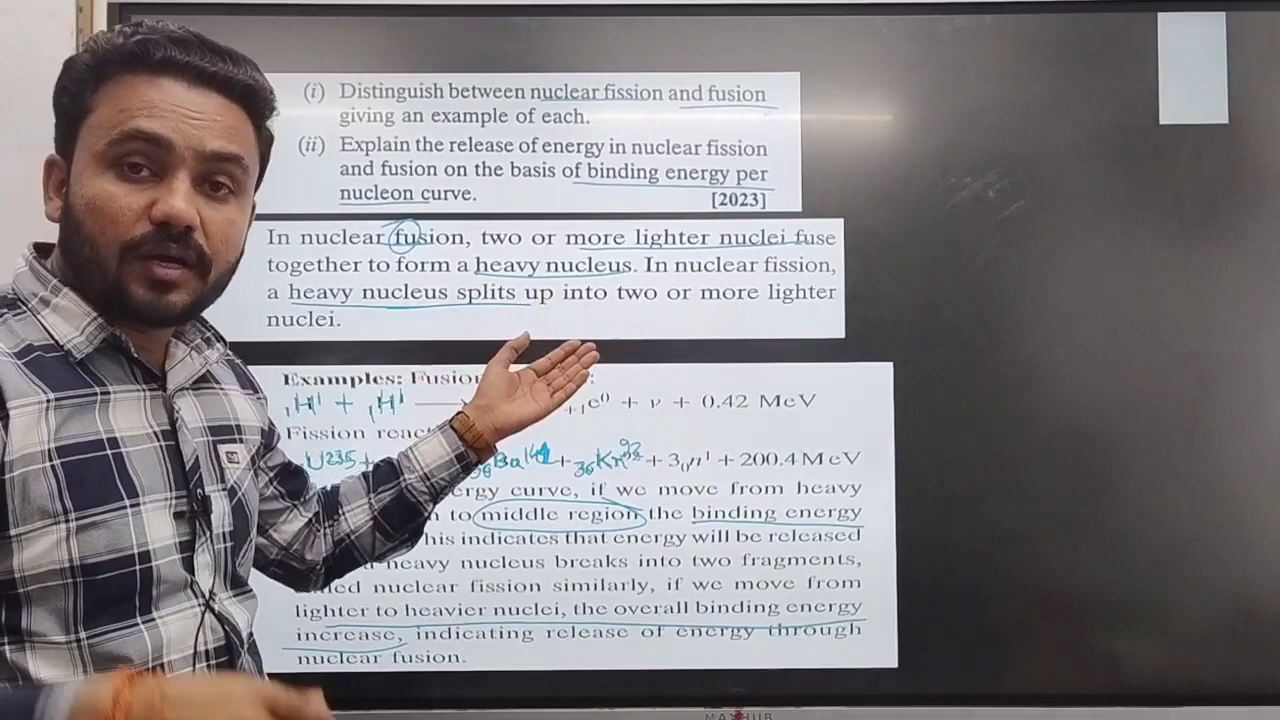 (i) Distinguish between nuclear fission and fusion
giving an example of each.
(ii) Explain the release of energy in nuclear fission
and fusion on the basis of binding energy per
nucleon curve. [2023]
In nuclear fusion, two or more lighter nuclei fuse
together to form a heavy nucleus. In nuclear fission,
a heavy nucleus splits up into two or more lighter
nuclei.
Examples: Fusion :
₁H¹ + ₁H¹ ⟶ ₊₁e⁰ + ν + 0.42 MeV
Fission
U235 + Ba¹⁴¹ + ₃₆Kr⁹² + 3₀n¹ + 200.4 MeV
curve, if we move from heavy
to middle region the binding energy
indicates that energy will be released
heavy nucleus breaks into two fragments,
nuclear fission similarly, if we move from
lighter to heavier nuclei, the overall binding energy
increase, indicating release of energy through
nuclear fusion.
MAXHUB